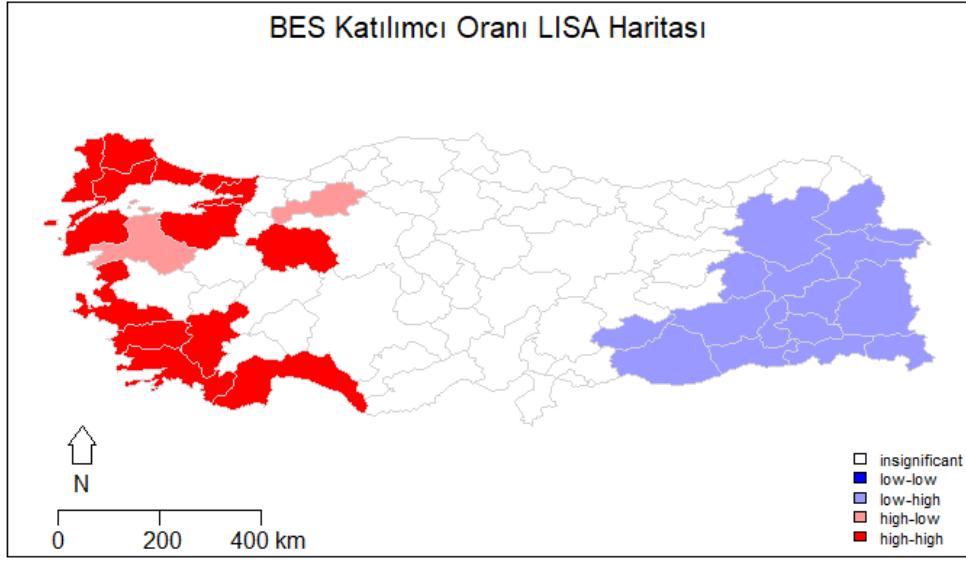 BES Katılımcı Oranı LISA Haritası
N
0 200 400 km
insignificant
low-low
low-high
high-low
high-high